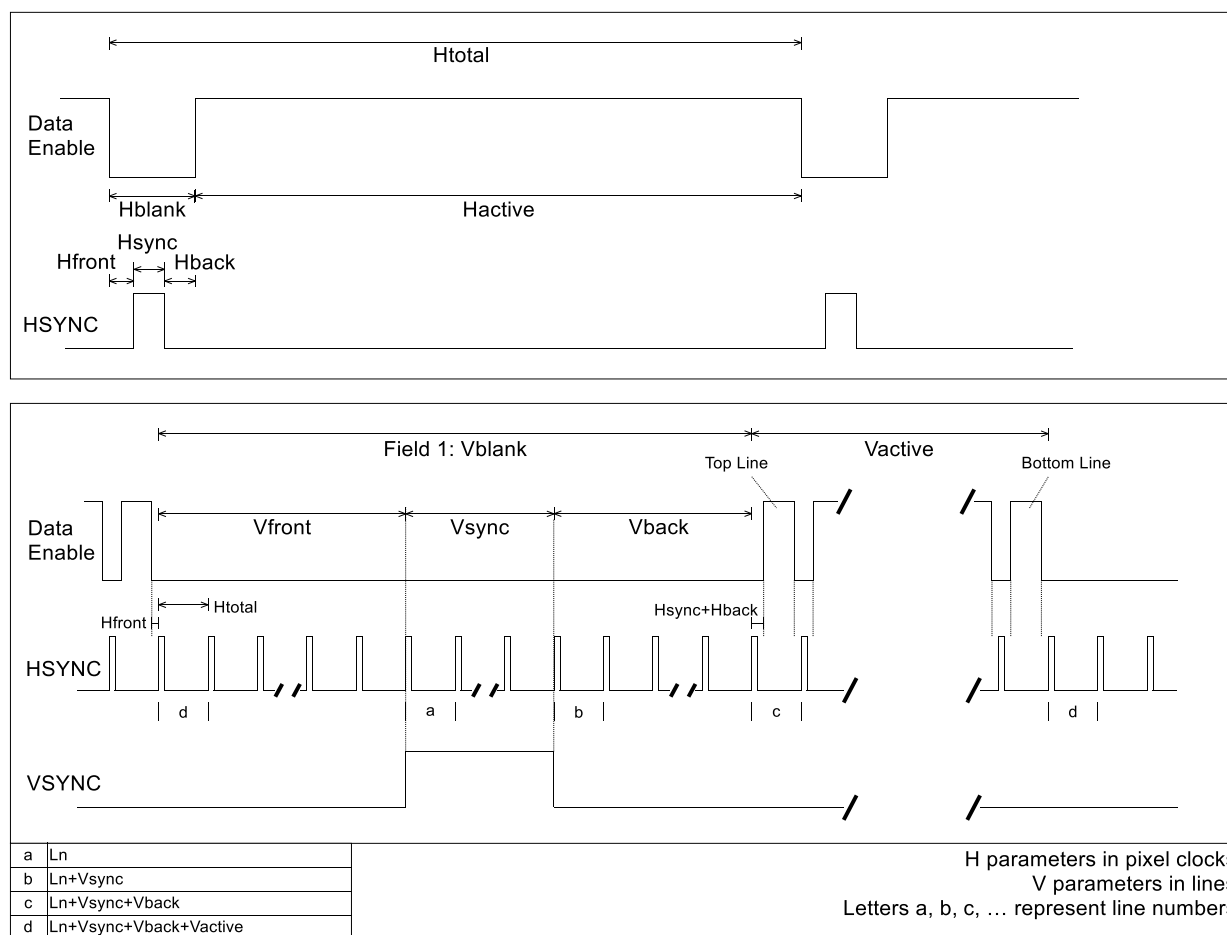 Htotal
Data
Enable
Hblank
Hactive
Hsync
Hfront
Hback
HSYNC
Field 1: Vblank
Vactive
Top Line
Bottom Line
Data
Enable
Vfront
Vsync
Vback
Htotal
Hfront
Hsync+Hback
HSYNC
d
a
b
c
d
VSYNC
a Ln
b Ln+Vsync
c Ln+Vsync+Vback
d Ln+Vsync+Vback+Vactive
H parameters in pixel clocks
V parameters in lines
Letters a, b, c, … represent line numbers